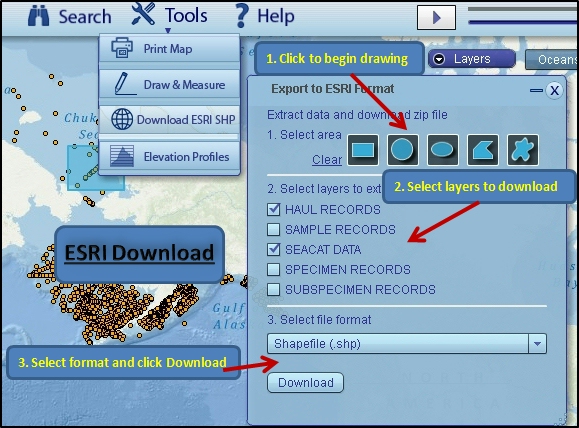 Search Tools ? Help
Print Map
Draw & Measure
Download ESRI SHP
Elevation Profiles
1. Click to begin drawing
Layers
Oceans
Export to ESRI Format
Extract data and download zip file
1. Select area
Clear
2. Select layers to ext
2. Select layers to download
HAUL RECORDS
SAMPLE RECORDS
SEACAT DATA
SPECIMEN RECORDS
SUBSPECIMEN RECORDS
3. Select file format
Shapefile (.shp)
Download
Chuk
Se
ESRI Download
Gulf
Alas
3. Select format and click Download